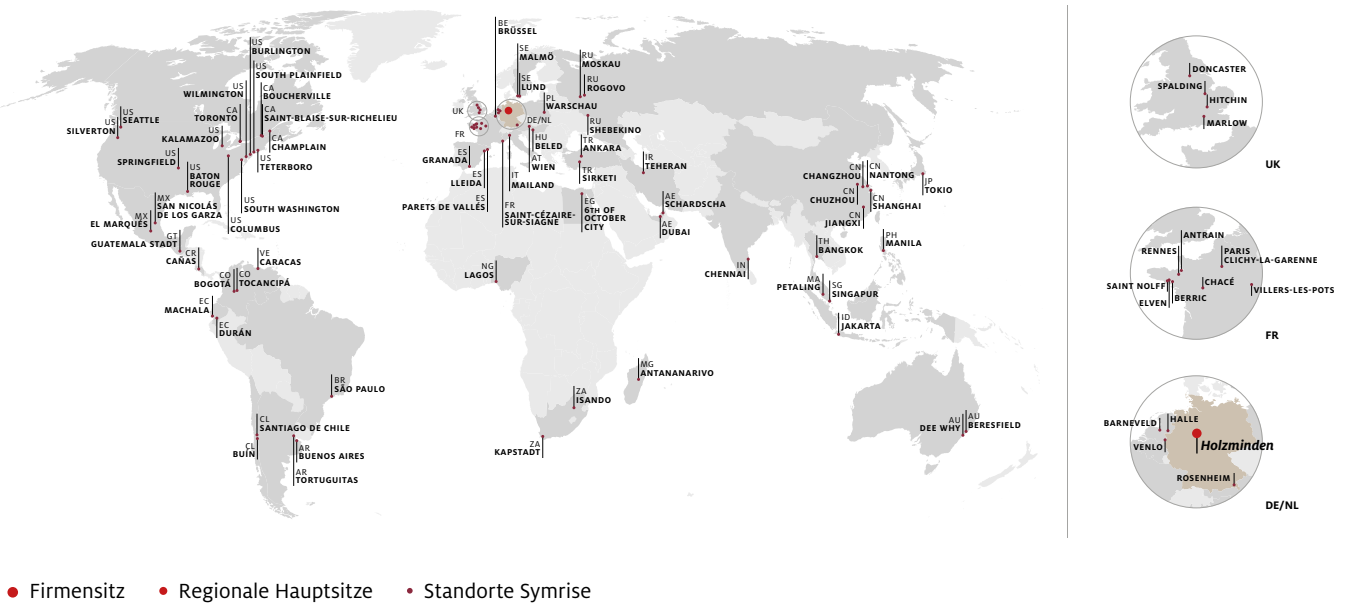 US
BURLINGTON
US
SOUTH PLAINFIELD
US
WILMINGTON
CA
BOUCHERVILLE
CA
TORONTO
CA
SAINT-BLAISE-SUR-RICHELIEU
US
SEATTLE
US
SILVERTON
US
KALAMAZOO
CA
CHAMPLAIN
US
SPRINGFIELD
US
TETERBORO
US
BATON
ROUGE
MX
SAN NICOLÁS
DE LOS GARZA
US
SOUTH WASHINGTON
MX
EL MARQUÉS
US
COLUMBUS
GT
GUATEMALA STADT
CR
CAÑAS
VE
CARACAS
CO
BOGOTÁ
CO
TOCANCIPÁ
EC
MACHALA
EC
DURÁN
BR
SÃO PAULO
CL
SANTIAGO DE CHILE
CL
BUIN
AR
BUENOS AIRES
AR
TORTUGUITAS
BE
BRÜSSEL
SE
MALMÖ
SE
LUND
RU
MOSKAU
RU
ROGOVO
PL
WARSCHAU
UK
DE/NL
FR
RU
SHEBEKINO
HU
BELED
TR
ANKARA
ES
GRANADA
AT
WIEN
IR
TEHERAN
ES
LLEIDA
IT
MAILAND
TR
SIRKETI
ES
PARETS DE VALLÉS
FR
SAINT-CÉZAIRE-
SUR-SIAGNE
EG
6TH OF
OCTOBER
CITY
AE
SCHARDSCHA
AE
DUBAI
NG
LAGOS
MG
ANTANANARIVO
ZA
ISANDO
ZA
KAPSTADT
CN
CHANGZHOU
CN
NANTONG
JP
TOKIO
CN
CHUZHOU
CN
SHANGHAI
CN
JIANGXI
PH
MANILA
TH
BANGKOK
IN
CHENNAI
MA
PETALING
SG
SINGAPUR
ID
JAKARTA
AU
DEE WHY
AU
BERESFIELD
DONCASTER
SPALDING
HITCHIN
MARLOW
UK
ANTRAIN
RENNES
PARIS
CLICHY-LA-GARENNE
SAINT NOLFF
CHACÉ
VILLERS-LES-POTS
ELVEN
BERRIC
FR
BARNEVELD
HALLE
VENLO
Holzminden
ROSENHEIM
DE/NL
Firmensitz
Regionale Hauptsitze
Standorte Symrise